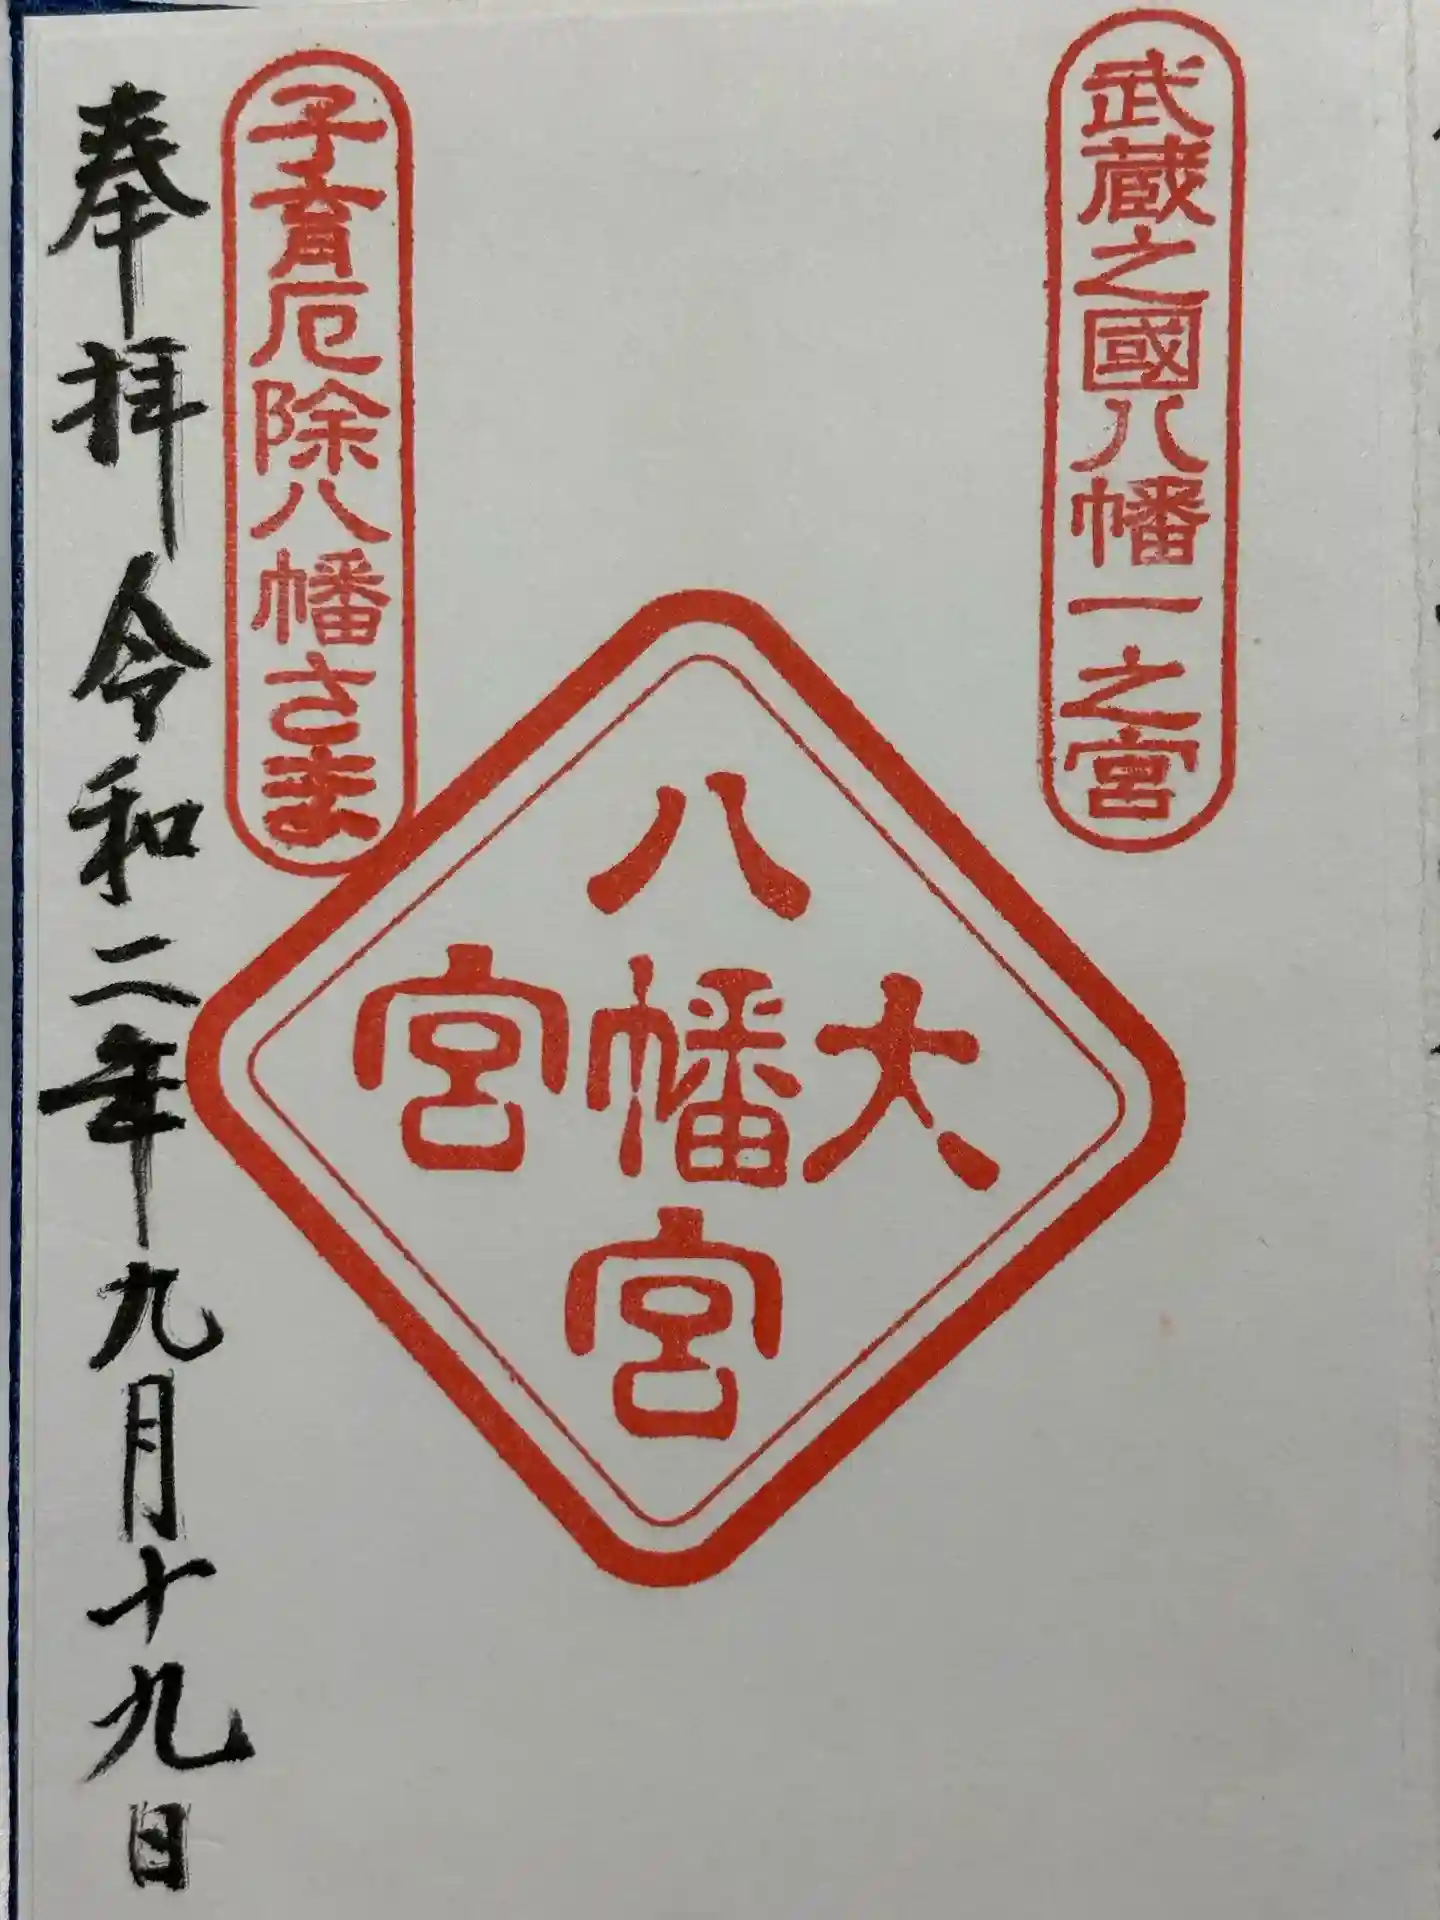 武蔵之國八幡一之宮
八幡宮
大
宮
子育厄除八幡さま
奉拝 令和二年九月十九日